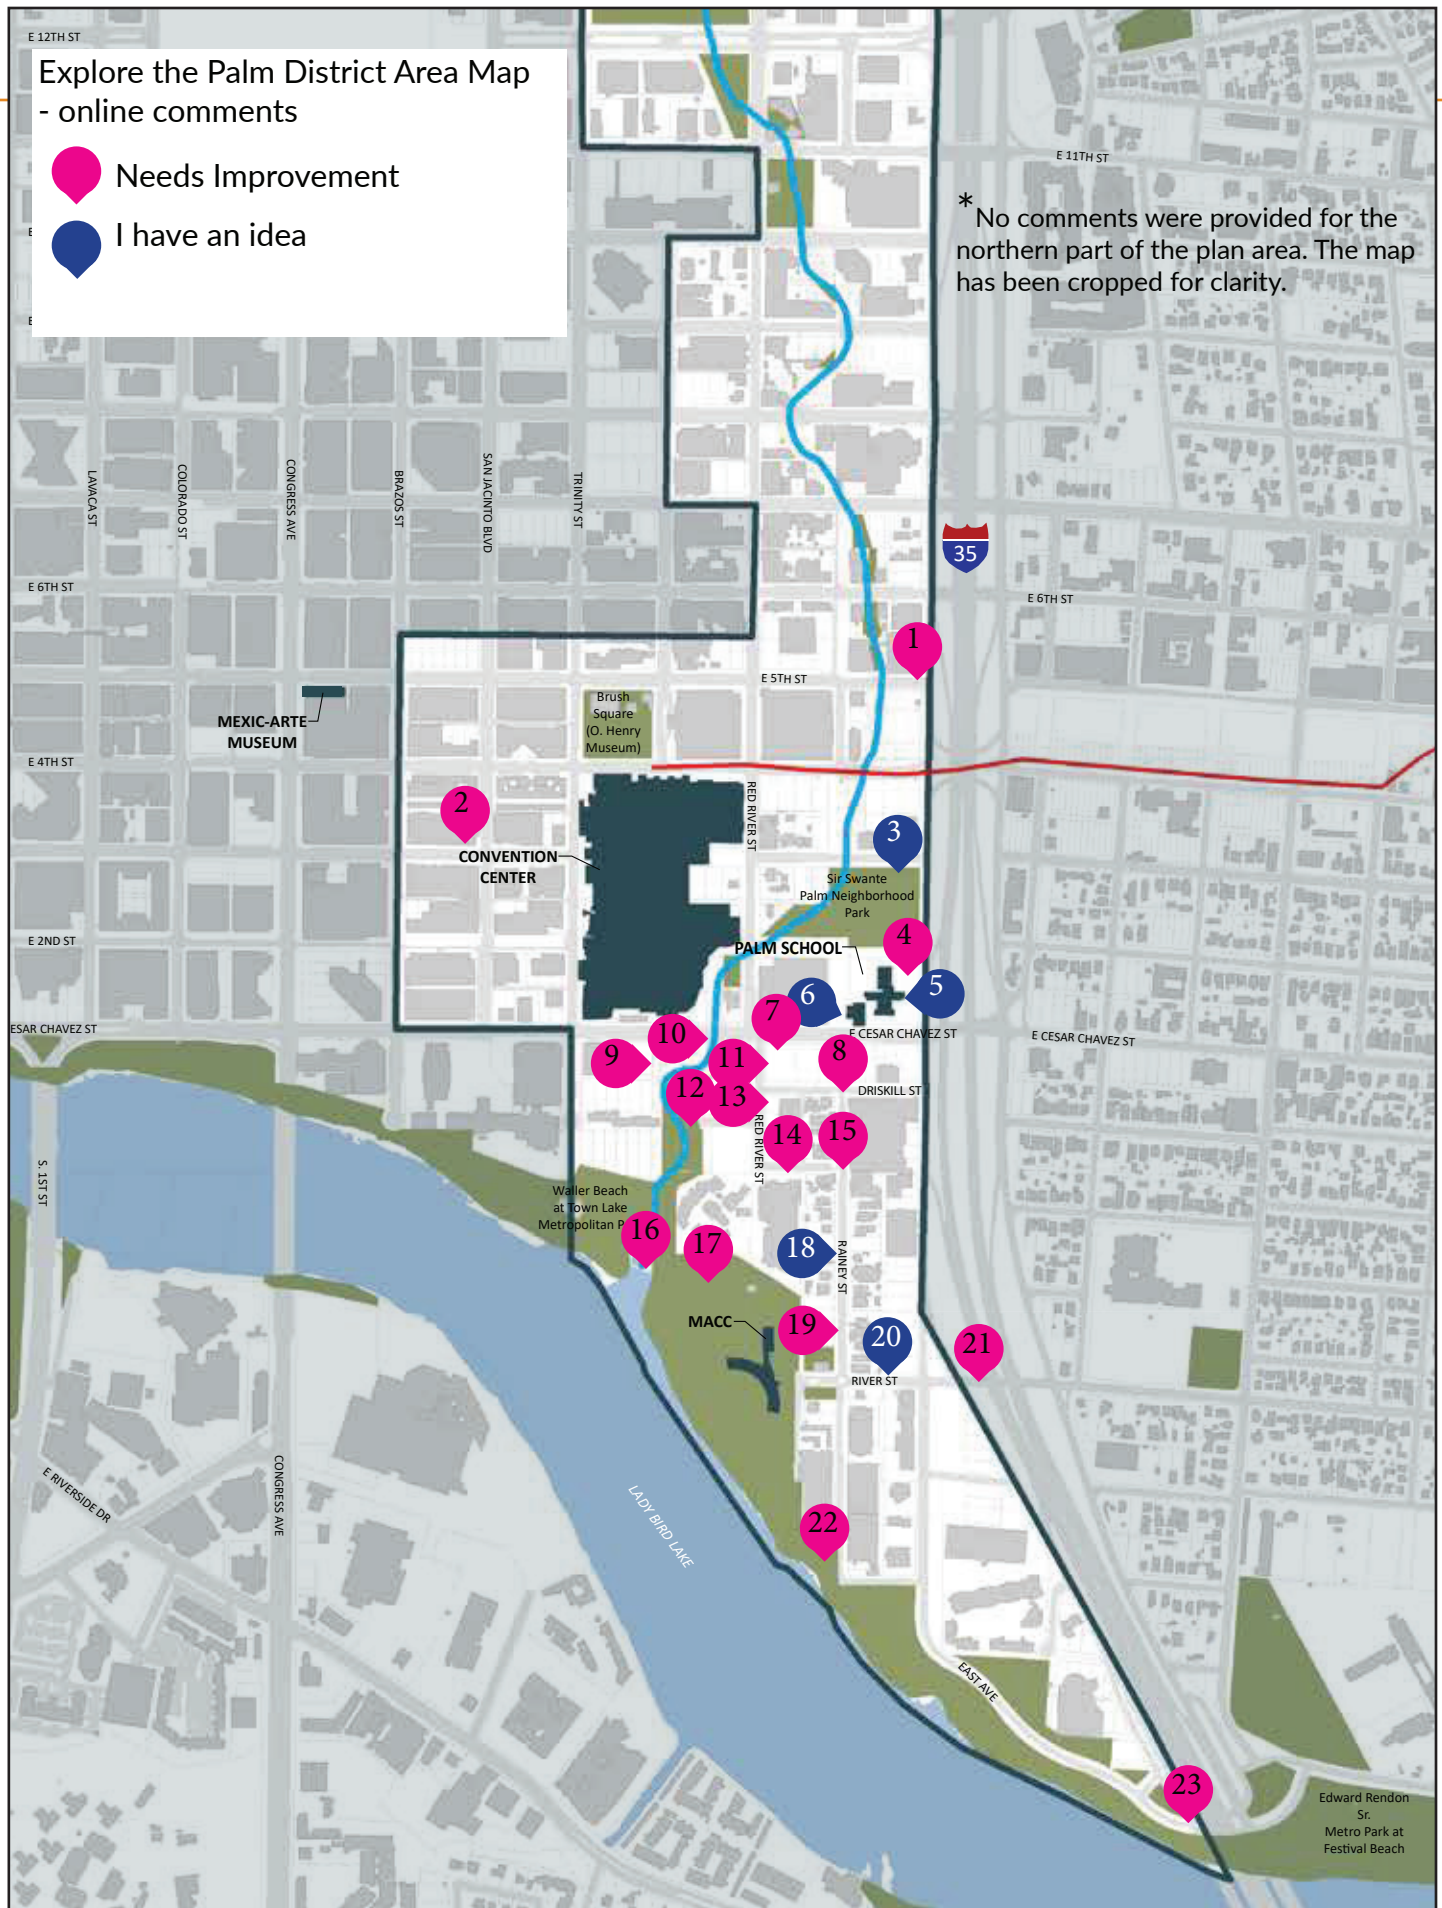 E 12TH ST
Explore the Palm District Area Map
- online comments
Needs Improvement
I have an idea
E
E
E 11TH ST
*No comments were provided for the
northern part of the plan area. The map
has been cropped for clarity.
LAVACA ST
COLORADO ST
CONGRESS AVE
BRAZOS ST
SAN JACINTO BLVD
TRINITY ST
35
E 6TH ST
E 6TH ST
1
E 5TH ST
MEXIC-ARTE
MUSEUM
Brush
Square
(O. Henry
Museum)
E 4TH ST
RED RIVER ST
2
3
CONVENTION
CENTER
Sir Swante
Palm Neighborhood
Park
E 2ND ST
4
PALM SCHOOL
5
6
7
ESAR CHAVEZ ST
E CESAR CHAVEZ ST
E CESAR CHAVEZ ST
8
9
10
11
DRISKILL ST
12
13
RED RIVER ST
14
15
S. 1ST ST
Waller Beach
at Town Lake
Metropolitan P
16
17
18
RAINEY ST
MACC
19
20
21
RIVER ST
E RIVERSIDE DR
CONGRESS AVE
LADY BIRD LAKE
22
EAST AVE
23
Edward Rendon
Sr.
Metro Park at
Festival Beach